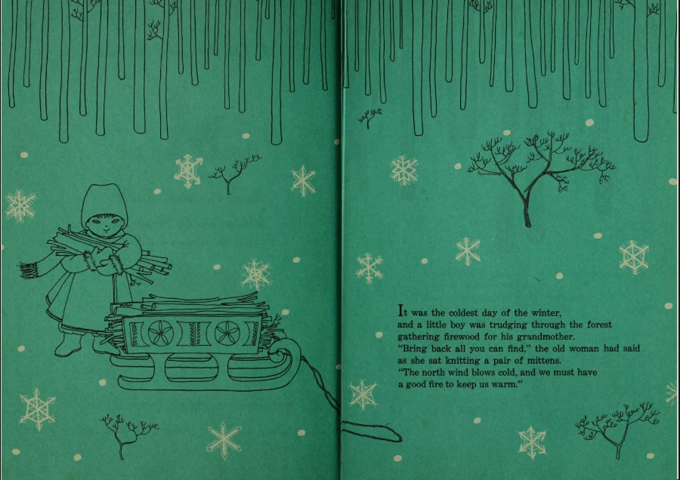 It was the coldest day of the winter,
and a little boy was trudging through the forest
gathering firewood for his grandmother.
"Bring back all you can find," the old woman had said
as she sat knitting a pair of mittens.
"The north wind blows cold, and we must have
a good fire to keep us warm."